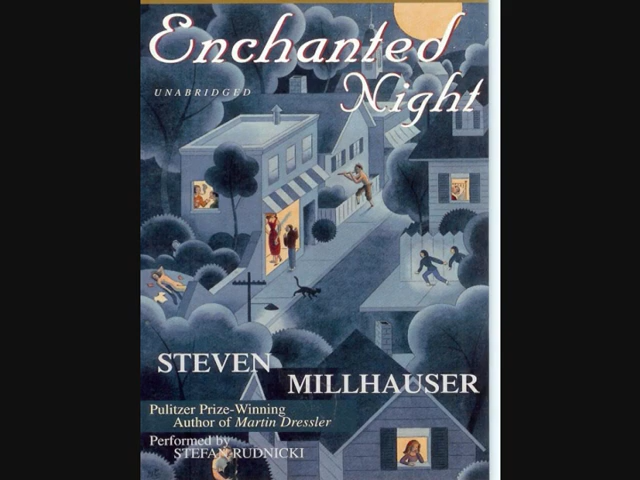 Enchanted
UNABRIDGED
Night
STEVEN
MILLHAUSER
Pulitzer Prize-Winning
Author of Martin Dressler
Performed by
STEFAN RUDNICKI